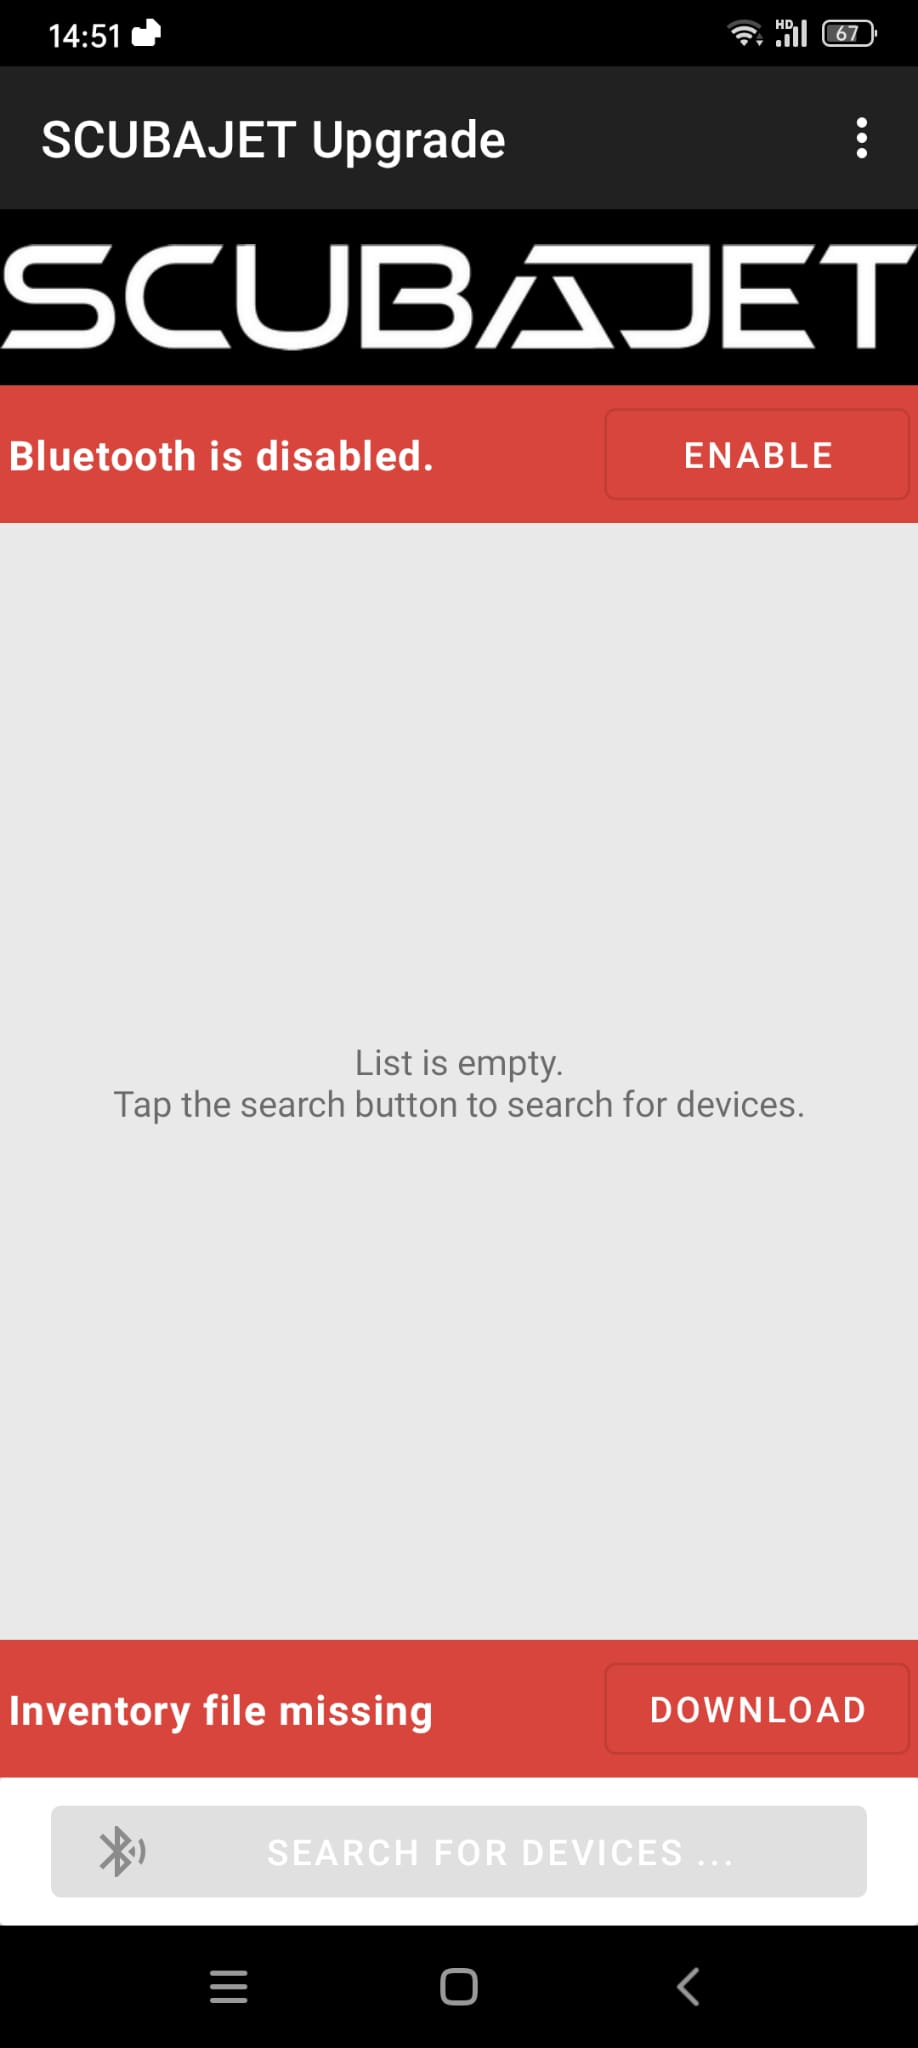 14:51
HD
67
SCUBAJET Upgrade
SCUBAJET
Bluetooth is disabled.
ENABLE
List is empty.
Tap the search button to search for devices.
Inventory file missing
DOWNLOAD
SEARCH FOR DEVICES ...